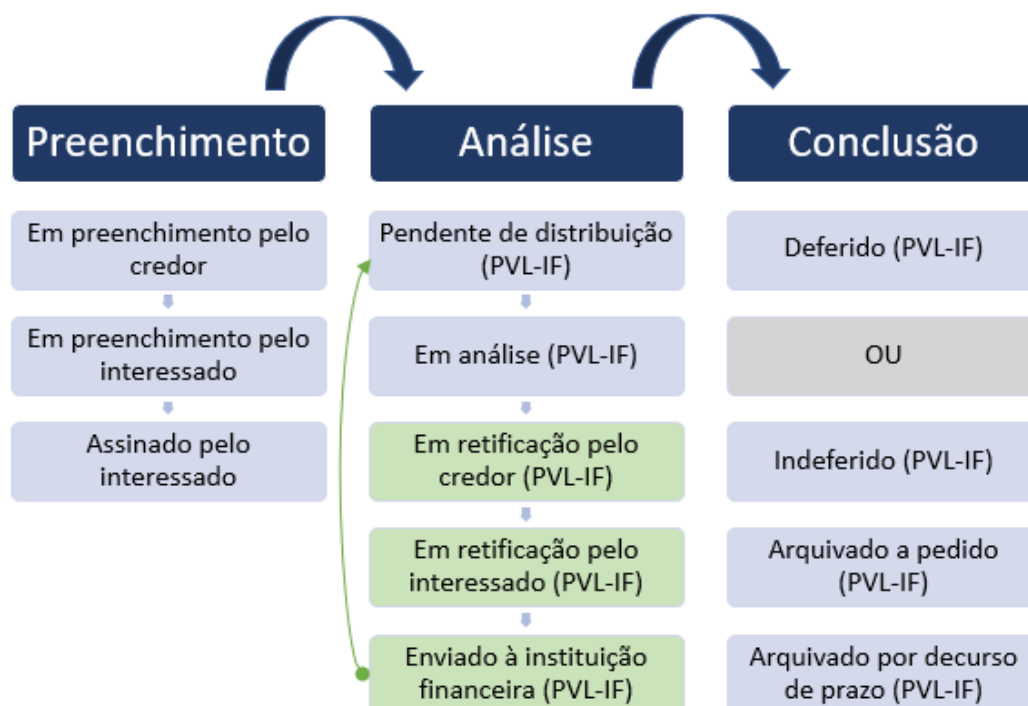 Preenchimento
Em preenchimento pelo
credor
Em preenchimento pelo
interessado
Assinado pelo
interessado
Análise
Pendente de distribuição
(PVL-IF)
Em análise (PVL-IF)
Em retificação pelo
credor (PVL-IF)
Em retificação pelo
interessado (PVL-IF)
Enviado à instituição
financeira (PVL-IF)
Conclusão
Deferido (PVL-IF)
OU
Indeferido (PVL-IF)
Arquivado a pedido
(PVL-IF)
Arquivado por decurso
de prazo (PVL-IF)